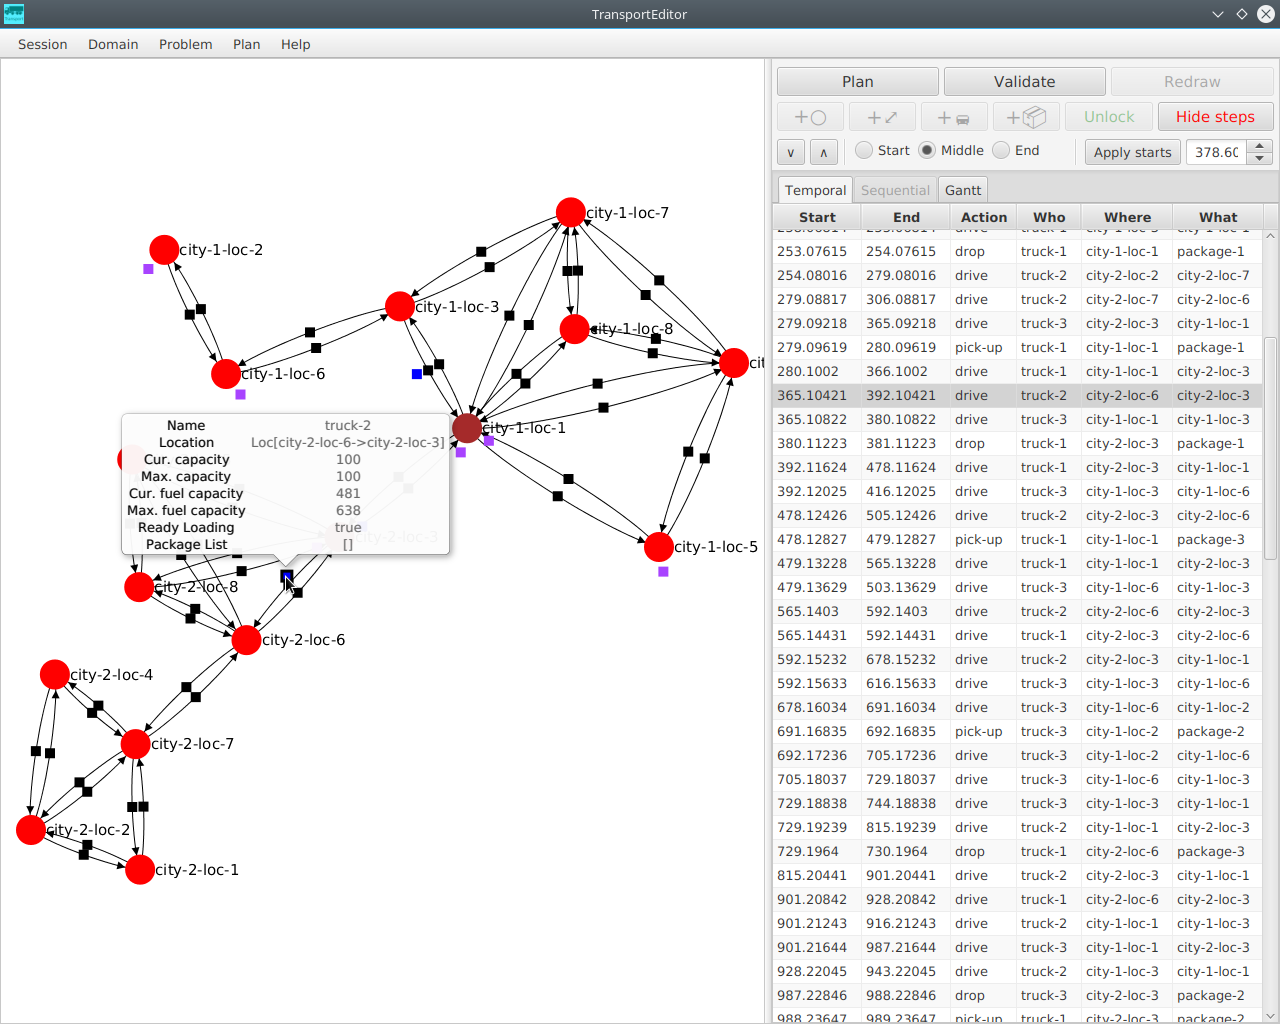 TransportEditor
Session Domain Problem Plan Help
Plan Validate Redraw
Unlock Hide steps
Start Middle End Apply starts 378.60
Temporal Sequential Gantt
Start End Action Who Where What
253.07615 254.07615 drop truck-1 city-1-loc-1 package-1
254.08016 279.08016 drive truck-2 city-2-loc-2 city-2-loc-7
279.08817 306.08817 drive truck-2 city-2-loc-7 city-2-loc-6
279.09218 365.09218 drive truck-3 city-2-loc-3 city-1-loc-1
279.09619 280.09619 pick-up truck-1 city-1-loc-1 package-1
280.1002 366.1002 drive truck-1 city-1-loc-1 city-2-loc-3
365.10421 392.10421 drive truck-2 city-2-loc-6 city-2-loc-3
365.10822 380.10822 drive truck-3 city-1-loc-1 city-1-loc-3
380.11223 381.11223 drop truck-1 city-2-loc-3 package-1
392.11624 478.11624 drive truck-1 city-2-loc-3 city-1-loc-1
392.12025 416.12025 drive truck-3 city-1-loc-3 city-1-loc-6
478.12426 505.12426 drive truck-2 city-2-loc-3 city-2-loc-6
478.12827 479.12827 pick-up truck-1 city-1-loc-1 package-3
479.13228 565.13228 drive truck-1 city-1-loc-1 city-2-loc-3
479.13629 503.13629 drive truck-3 city-1-loc-6 city-1-loc-3
565.1403 592.1403 drive truck-2 city-2-loc-6 city-2-loc-3
565.14431 592.14431 drive truck-1 city-2-loc-3 city-2-loc-6
592.15232 678.15232 drive truck-2 city-2-loc-3 city-1-loc-1
592.15633 616.15633 drive truck-3 city-1-loc-3 city-1-loc-6
678.16034 691.16034 drive truck-3 city-1-loc-6 city-1-loc-2
691.16835 692.16835 pick-up truck-3 city-1-loc-2 package-2
692.17236 705.17236 drive truck-3 city-1-loc-2 city-1-loc-6
705.18037 729.18037 drive truck-3 city-1-loc-6 city-1-loc-3
729.18838 744.18838 drive truck-3 city-1-loc-3 city-1-loc-1
729.19239 815.19239 drive truck-2 city-1-loc-1 city-2-loc-3
729.1964 730.1964 drop truck-1 city-2-loc-6 package-3
815.20441 901.20441 drive truck-2 city-2-loc-3 city-1-loc-1
901.20842 928.20842 drive truck-1 city-2-loc-6 city-2-loc-3
901.21243 916.21243 drive truck-2 city-1-loc-1 city-1-loc-3
901.21644 987.21644 drive truck-3 city-1-loc-1 city-2-loc-3
928.22045 943.22045 drive truck-2 city-1-loc-3 city-1-loc-1
987.22846 988.22846 drop truck-3 city-2-loc-3 package-2
988.23647 989.23647 pick-up truck-1 city-2-loc-3 package-2
city-1-loc-7
city-1-loc-2
city-1-loc-3
city-1-loc-8
cit
city-1-loc-6
city-1-loc-1
Name truck-2
Location Loc[city-2-loc-6->city-2-loc-3]
Cur. capacity 100
Max. capacity 100
Cur. fuel capacity 481
Max. fuel capacity 638
Ready Loading true
Package List []
city-2-loc-3
city-1-loc-5
city-2-loc-8
city-2-loc-6
city-2-loc-4
city-2-loc-7
city-2-loc-2
city-2-loc-1